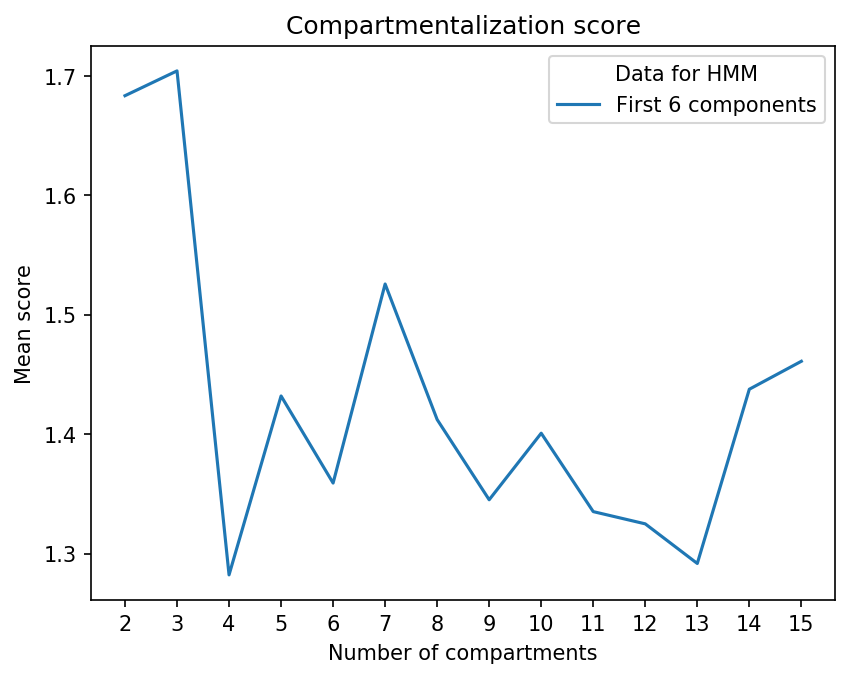 Compartmentalization score
Data for HMM
First 6 components
Mean score
1.7
1.6
1.5
1.4
1.3
2 3 4 5 6 7 8 9 10 11 12 13 14 15
Number of compartments